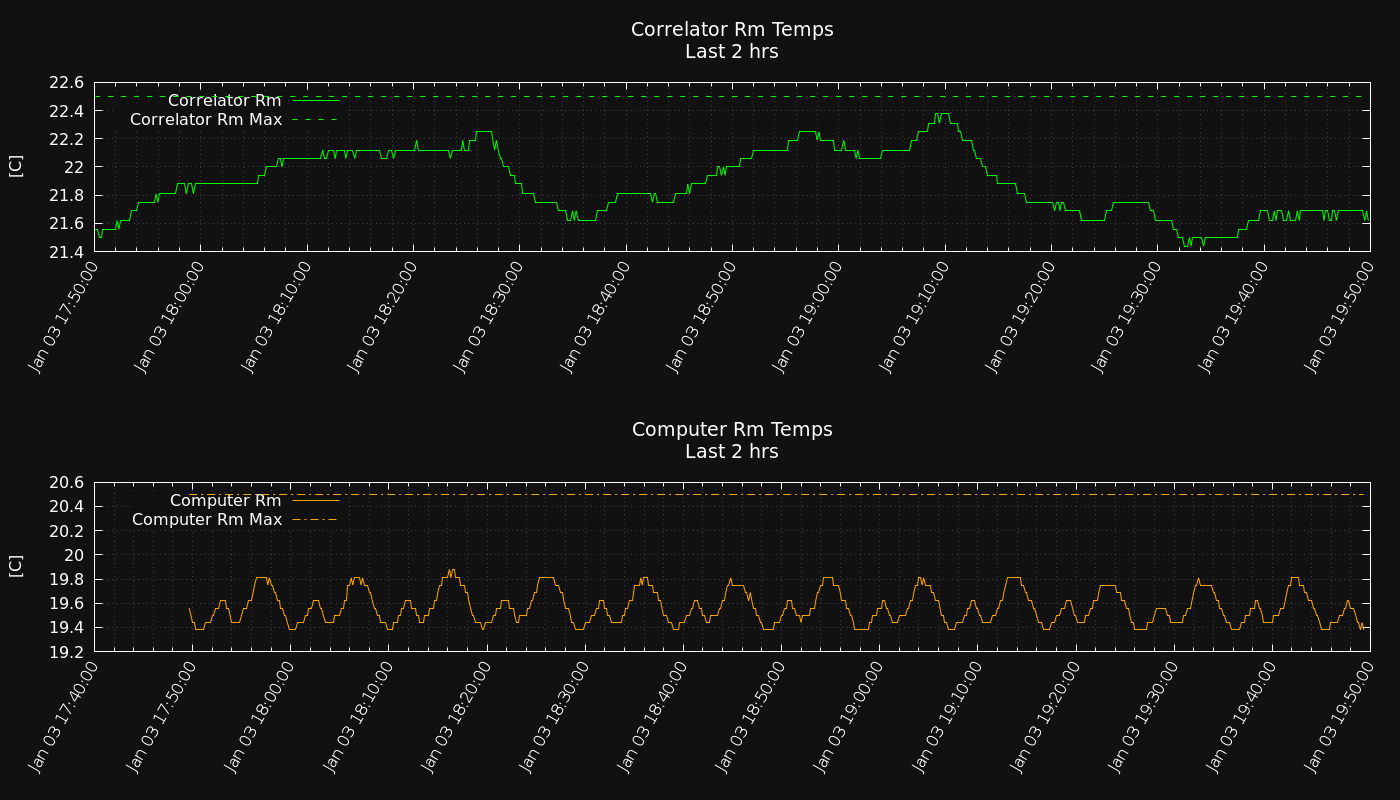 Correlator Rm Temps
Last 2 hrs
22.6
22.4
22.2
22
21.8
21.6
21.4
[C]
Correlator Rm
Correlator Rm Max
Jan 03 17:50:00
Jan 03 18:00:00
Jan 03 18:10:00
Jan 03 18:20:00
Jan 03 18:30:00
Jan 03 18:40:00
Jan 03 18:50:00
Jan 03 19:00:00
Jan 03 19:10:00
Jan 03 19:20:00
Jan 03 19:30:00
Jan 03 19:40:00
Jan 03 19:50:00
Computer Rm Temps
Last 2 hrs
20.6
20.4
20.2
20
19.8
19.6
19.4
19.2
[C]
Computer Rm
Computer Rm Max
Jan 03 17:40:00
Jan 03 17:50:00
Jan 03 18:00:00
Jan 03 18:10:00
Jan 03 18:20:00
Jan 03 18:30:00
Jan 03 18:40:00
Jan 03 18:50:00
Jan 03 19:00:00
Jan 03 19:10:00
Jan 03 19:20:00
Jan 03 19:30:00
Jan 03 19:40:00
Jan 03 19:50:00